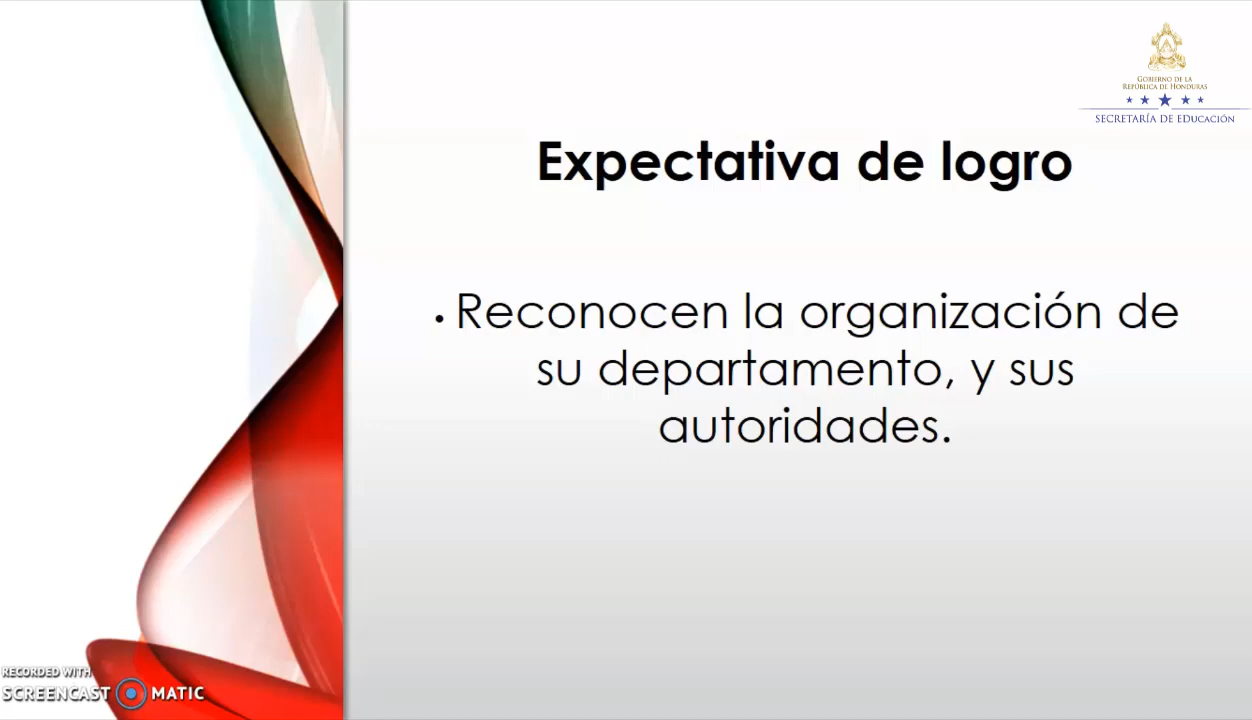 GOBIERNO DE LA
REPÚBLICA DE HONDURAS
SECRETARÍA DE EDUCACIÓN
Expectativa de logro
• Reconocen la organización de
su departamento, y sus
autoridades.
RECORDED WITH
SCREENCAST MATIC